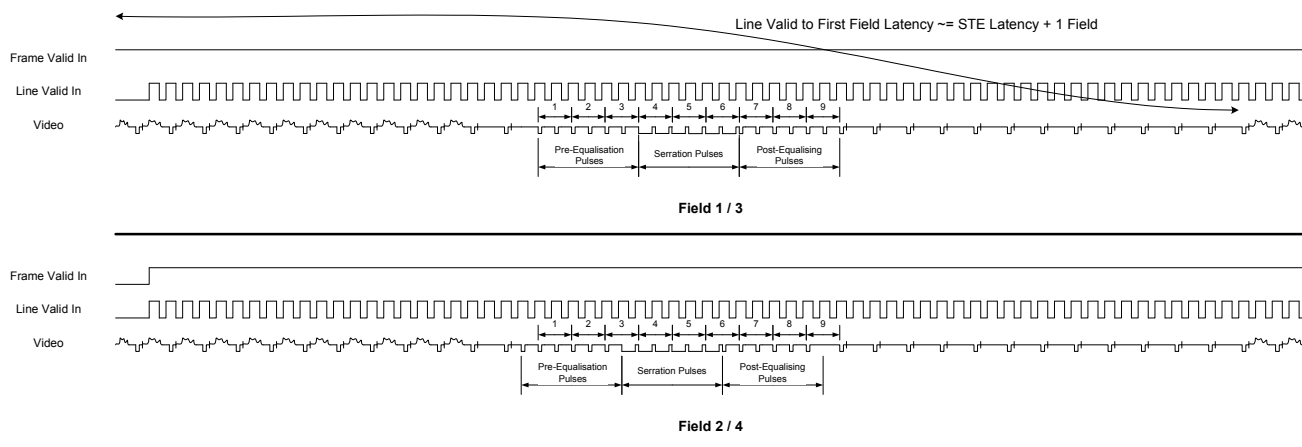 Line Valid to First Field Latency ~= STE Latency + 1 Field
Frame Valid In
Line Valid In
1 2 3 4 5 6 7 8 9
Video
Pre-Equalisation
Pulses
Serration Pulses
Post-Equalising
Pulses
Field 1 / 3
Frame Valid In
Line Valid In
1 2 3 4 5 6 7 8 9
Video
Pre-Equalisation
Pulses
Serration Pulses
Post-Equalising
Pulses
Field 2 / 4